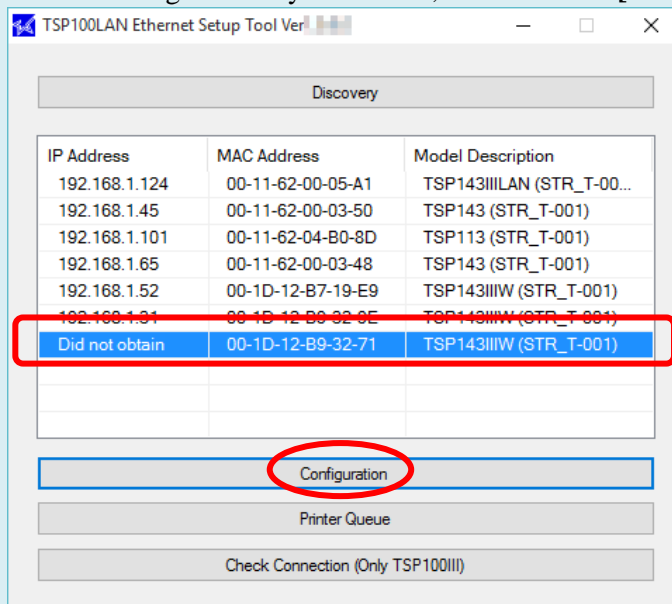 TSP100LAN Ethernet Setup Tool Ver
Discovery
IP Address MAC Address Model Description
192.168.1.124 00-11-62-00-05-A1 TSP143IIILAN (STR_T-00...
192.168.1.45 00-11-62-00-03-50 TSP143 (STR_T-001)
192.168.1.101 00-11-62-04-B0-8D TSP113 (STR_T-001)
192.168.1.65 00-11-62-00-03-48 TSP143 (STR_T-001)
192.168.1.52 00-1D-12-B7-19-E9 TSP143IIIW (STR_T-001)
TSP143IIIW (STR_T-001)
Did not obtain 00-1D-12-B9-32-71 TSP143IIIW (STR_T-001)
Configuration
Printer Queue
Check Connection (Only TSP100III)